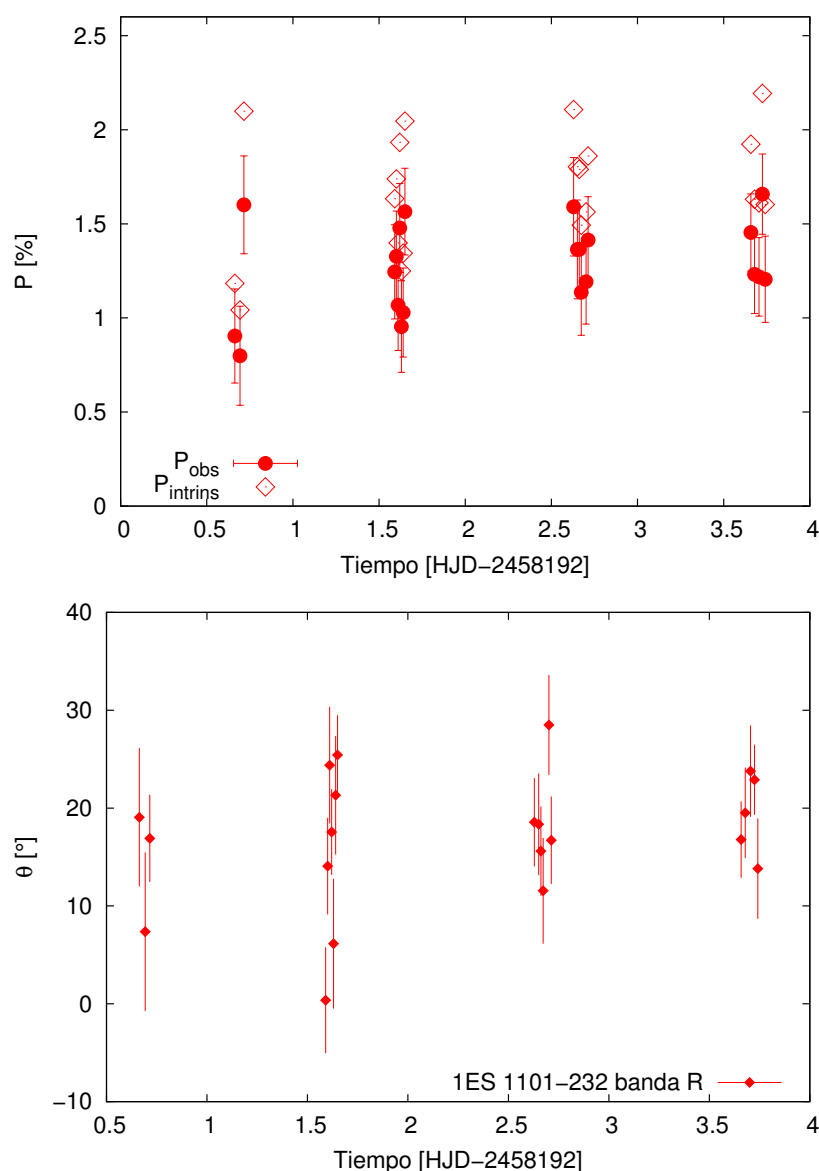 2.5
2
1.5
1
0.5
0
P [%]
P_obs
P_intrins
0 0.5 1 1.5 2 2.5 3 3.5 4
Tiempo [HJD−2458192]
40
30
20
10
0
−10
θ [°]
1ES 1101−232 banda R
0.5 1 1.5 2 2.5 3 3.5 4
Tiempo [HJD−2458192]